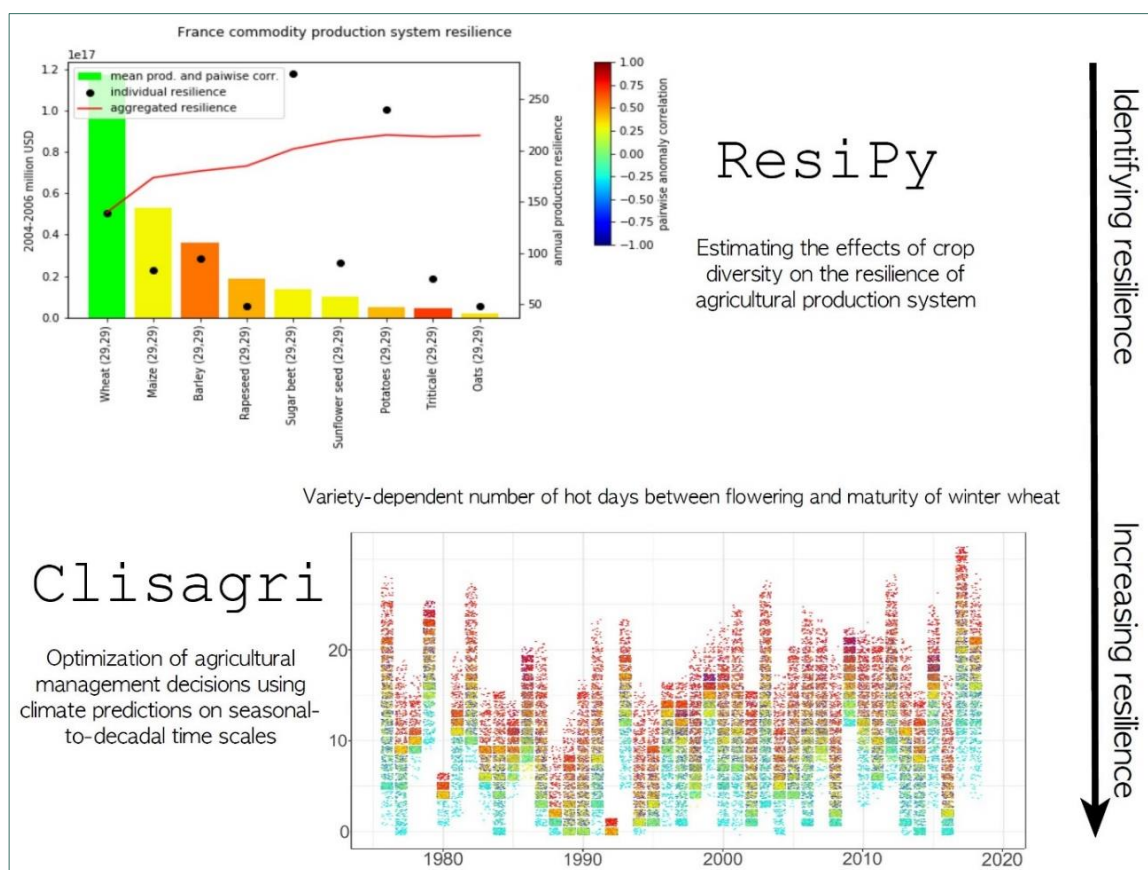 France commodity production system resilience
1e17
mean prod. and paiwise corr.
individual resilience
aggregated resilience
2004-2006 million USD
1.2
1.0
0.8
0.6
0.4
0.2
0.0
250
200
150
100
50
annual production resilience
1.00
0.75
0.50
0.25
0.00
−0.25
−0.50
−0.75
−1.00
pairwise anomaly correlation
Wheat (29,29)
Maize (29,29)
Barley (29,29)
Rapeseed (29,29)
Sugar beet (29,29)
Sunflower seed (29,29)
Potatoes (29,29)
Triticale (29,29)
Oats (29,29)
ResiPy
Estimating the effects of crop
diversity on the resilience of
agricultural production system
Identifying resilience
Increasing resilience
Variety-dependent number of hot days between flowering and maturity of winter wheat
Clisagri
Optimization of agricultural
management decisions using
climate predictions on seasonal-
to-decadal time scales
20
10
0
1980
1990
2000
2010
2020